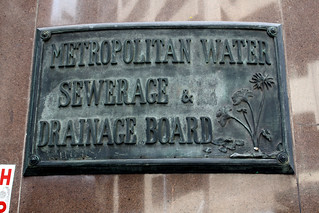 METROPOLITAN WATER
SEWERAGE &
DRAINAGE BOARD
H